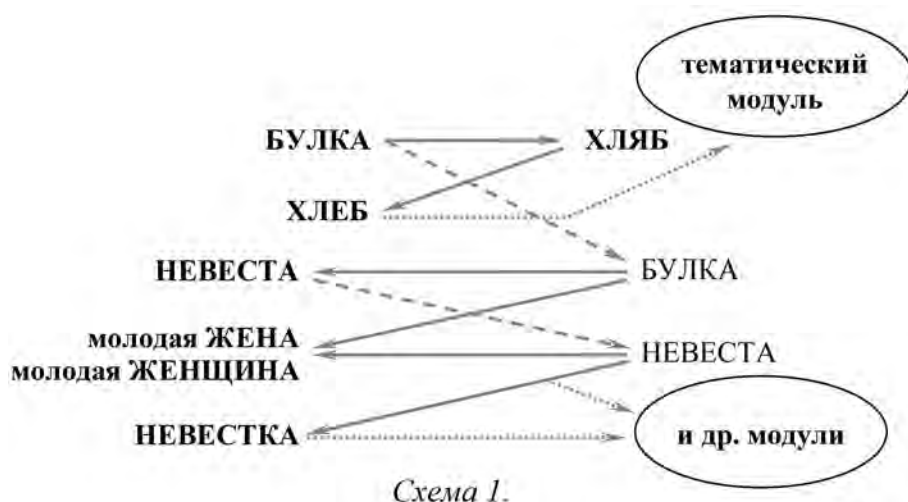 тематический
модуль
БУЛКА
ХЛЯБ
ХЛЕБ
НЕВЕСТА
БУЛКА
молодая ЖЕНА
НЕВЕСТА
молодая ЖЕНЩИНА
НЕВЕСТКА
и др. модули
Схема 1.